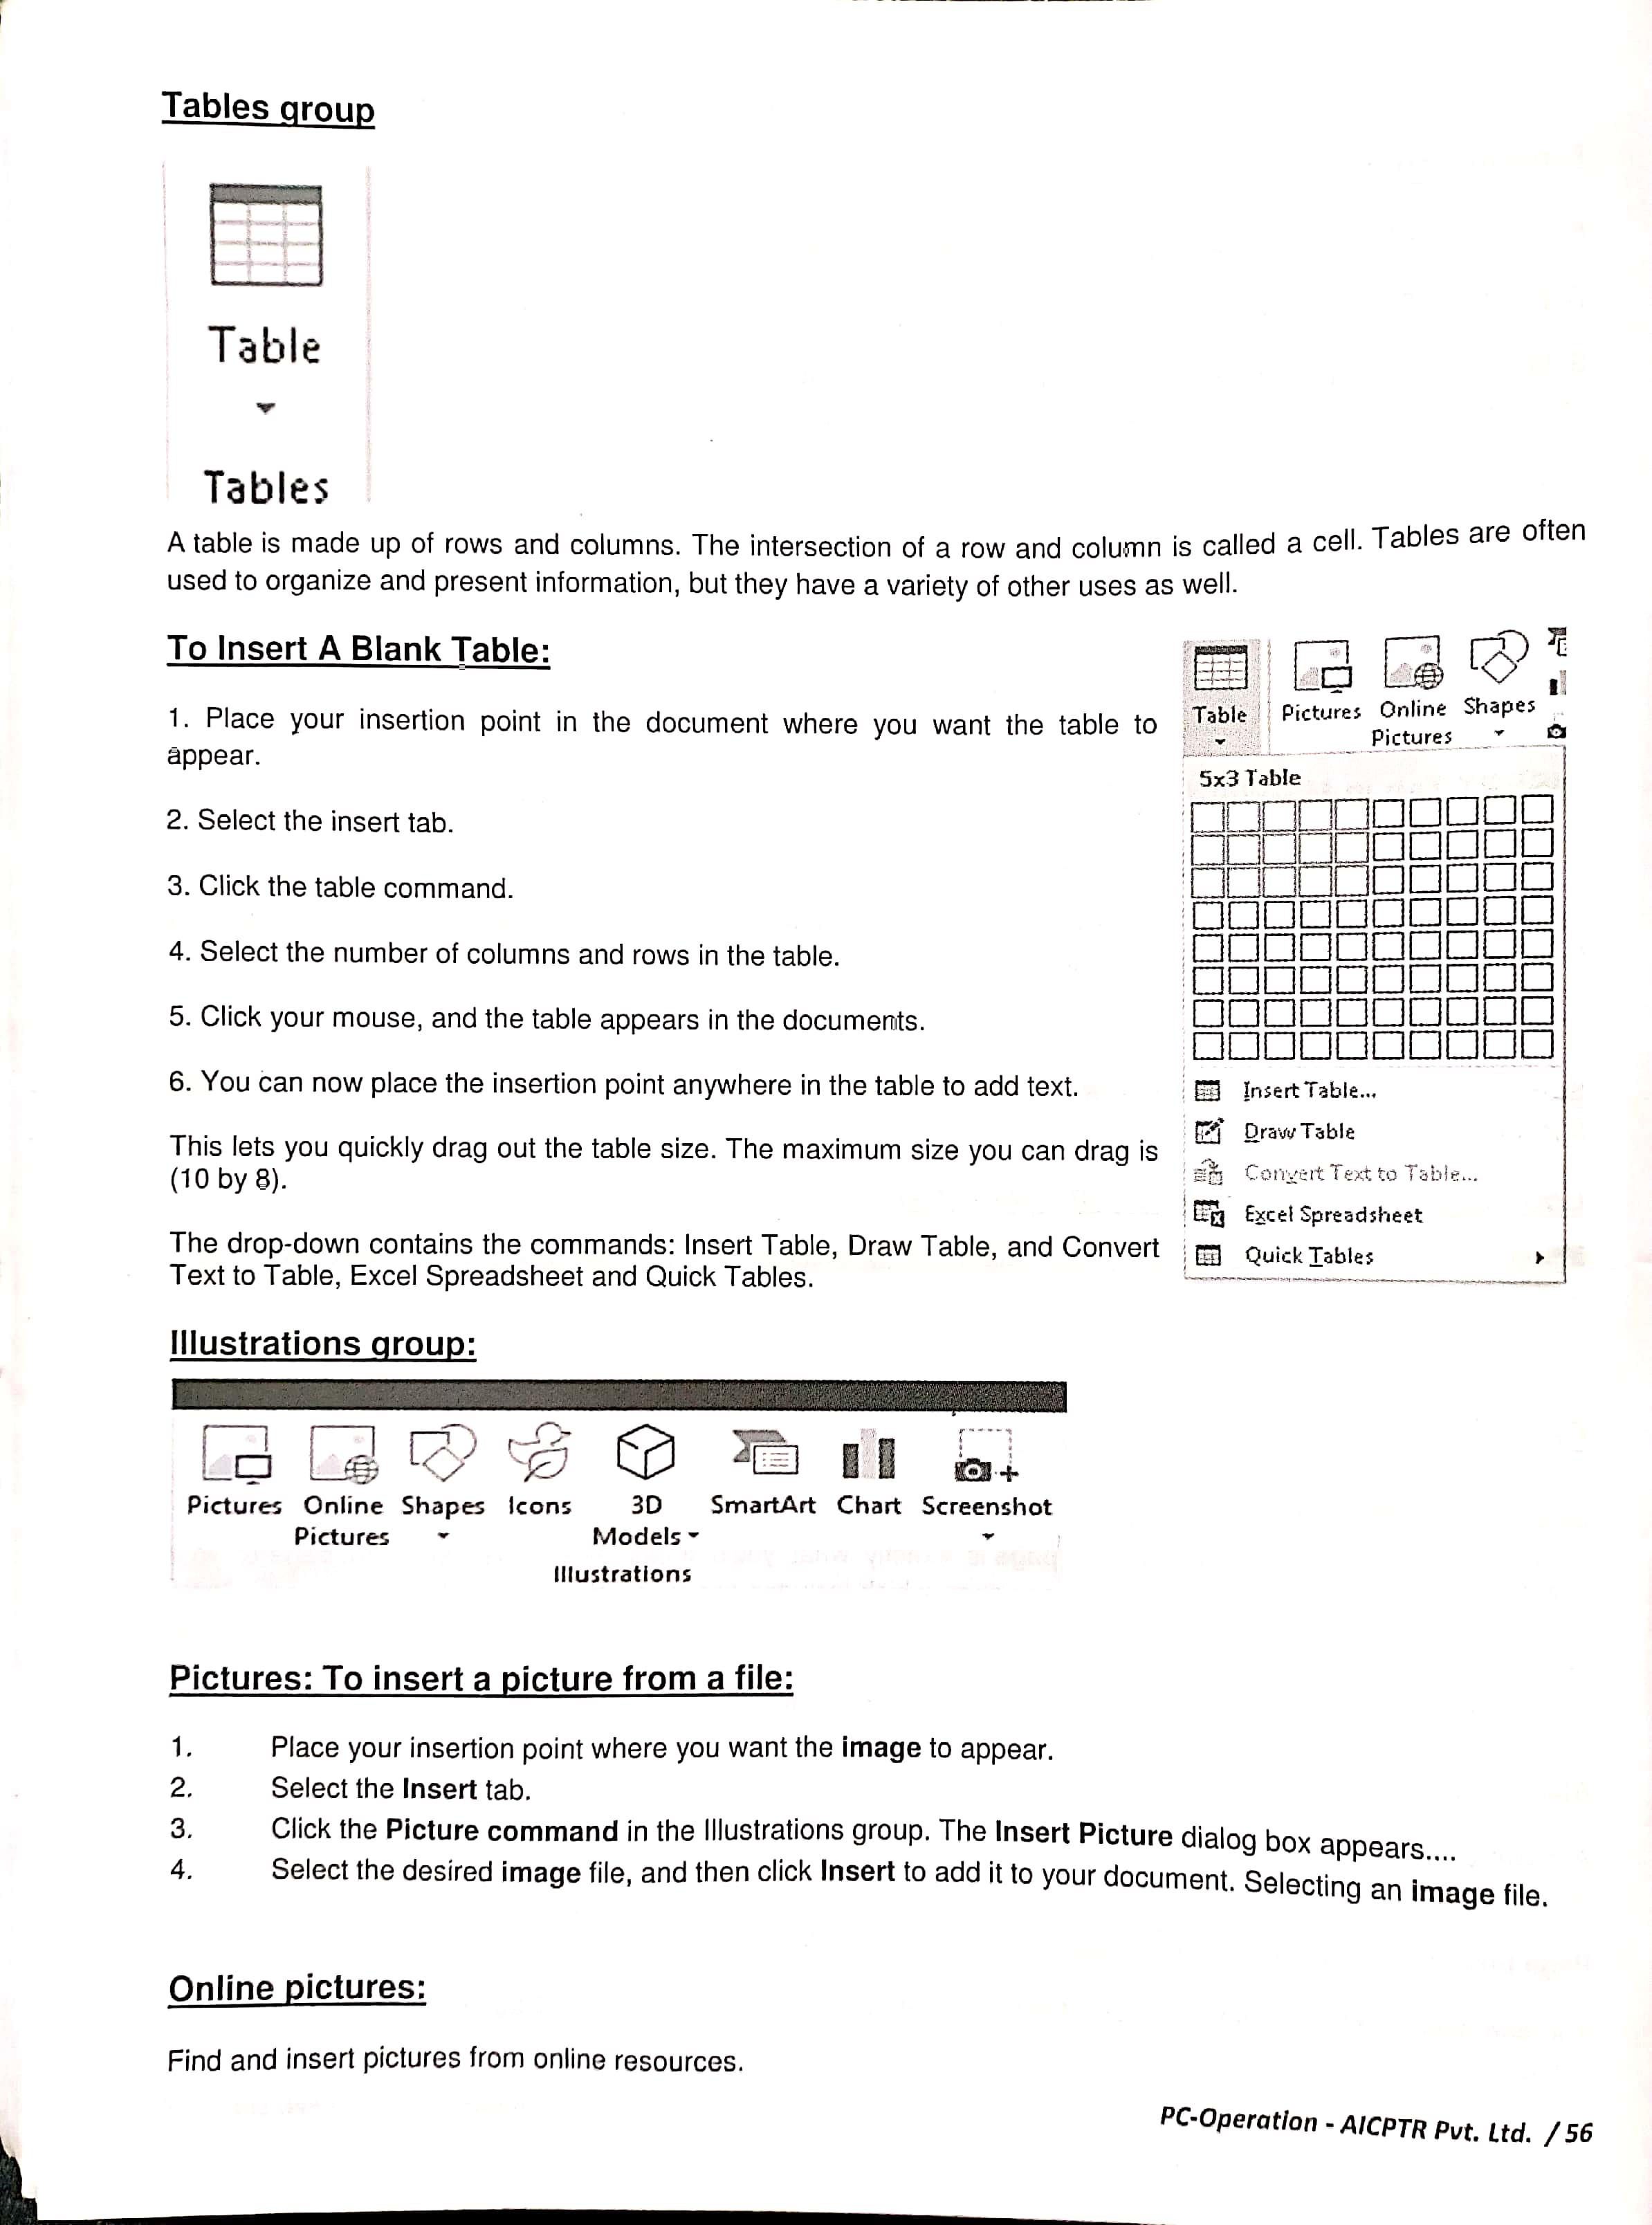 Tables group
Table
Tables
A table is made up of rows and columns. The intersection of a row and column is called a cell. Tables are often
used to organize and present information, but they have a variety of other uses as well.
To Insert A Blank Table:
1. Place your insertion point in the document where you want the table to
appear.
2. Select the insert tab.
3. Click the table command.
4. Select the number of columns and rows in the table.
5. Click your mouse, and the table appears in the documents.
6. You can now place the insertion point anywhere in the table to add text.
This lets you quickly drag out the table size. The maximum size you can drag is
(10 by 8).
The drop-down contains the commands: Insert Table, Draw Table, and Convert
Text to Table, Excel Spreadsheet and Quick Tables.
Table Pictures Online Shapes
Pictures
5x3 Table
Insert Table...
Draw Table
Convert Text to Table...
Excel Spreadsheet
Quick Tables
Illustrations group:
Pictures Online Shapes Icons 3D SmartArt Chart Screenshot
Pictures Models
Illustrations
Pictures: To insert a picture from a file:
1. Place your insertion point where you want the image to appear.
2. Select the Insert tab.
3. Click the Picture command in the Illustrations group. The Insert Picture dialog box appears....
4. Select the desired image file, and then click Insert to add it to your document. Selecting an image file.
Online pictures:
Find and insert pictures from online resources.
PC-Operation - AICPTR Pvt. Ltd. / 56